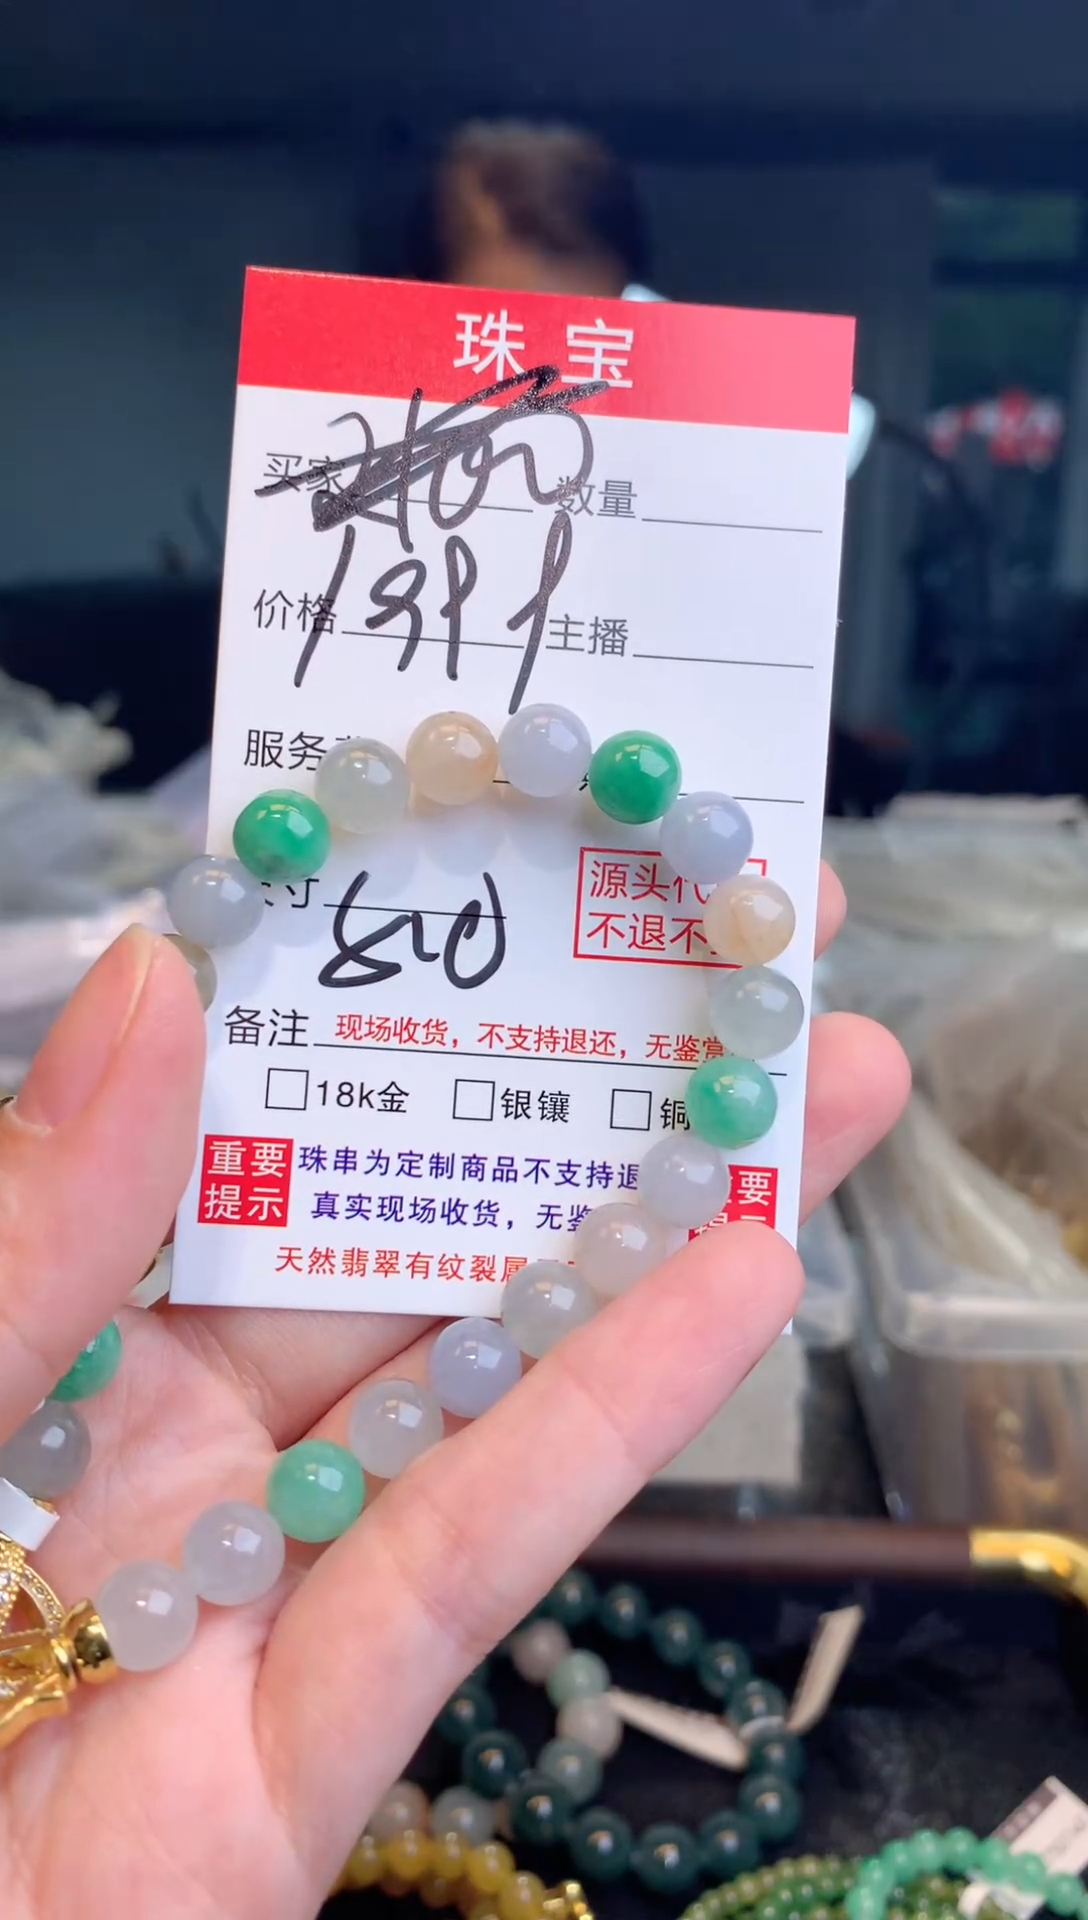 珠宝
买家 数量
价格 1999 主播
服务
寸
源头代
不退不
备注 现场收货，不支持退还，无鉴赏
18k金 银镶 铜
重要提示 珠串为定制商品不支持退
真实现场收货，无鉴 要
天然翡翠有纹裂属